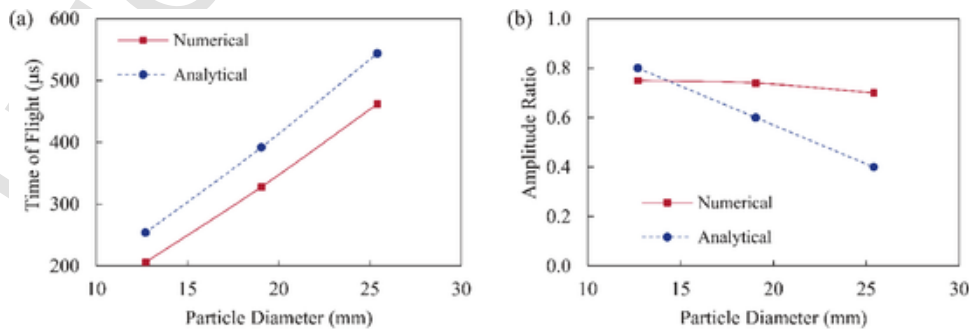 (a)
600
500
400
300
200
Time of Flight (μs)
Numerical
Analytical
10 15 20 25 30
Particle Diameter (mm)
(b)
1.0
0.8
0.6
0.4
0.2
0.0
Amplitude Ratio
Numerical
Analytical
10 15 20 25 30
Particle Diameter (mm)